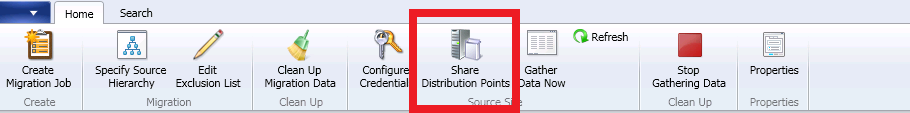 Home
Search
Create
Migration Job
Specify Source
Hierarchy
Edit
Exclusion List
Clean Up
Migration Data
Configure
Credential
Share
Distribution Points
Gather
Data Now
Refresh
Stop
Gathering Data
Properties
Create
Migration
Clean Up
Source Site
Clean Up
Properties